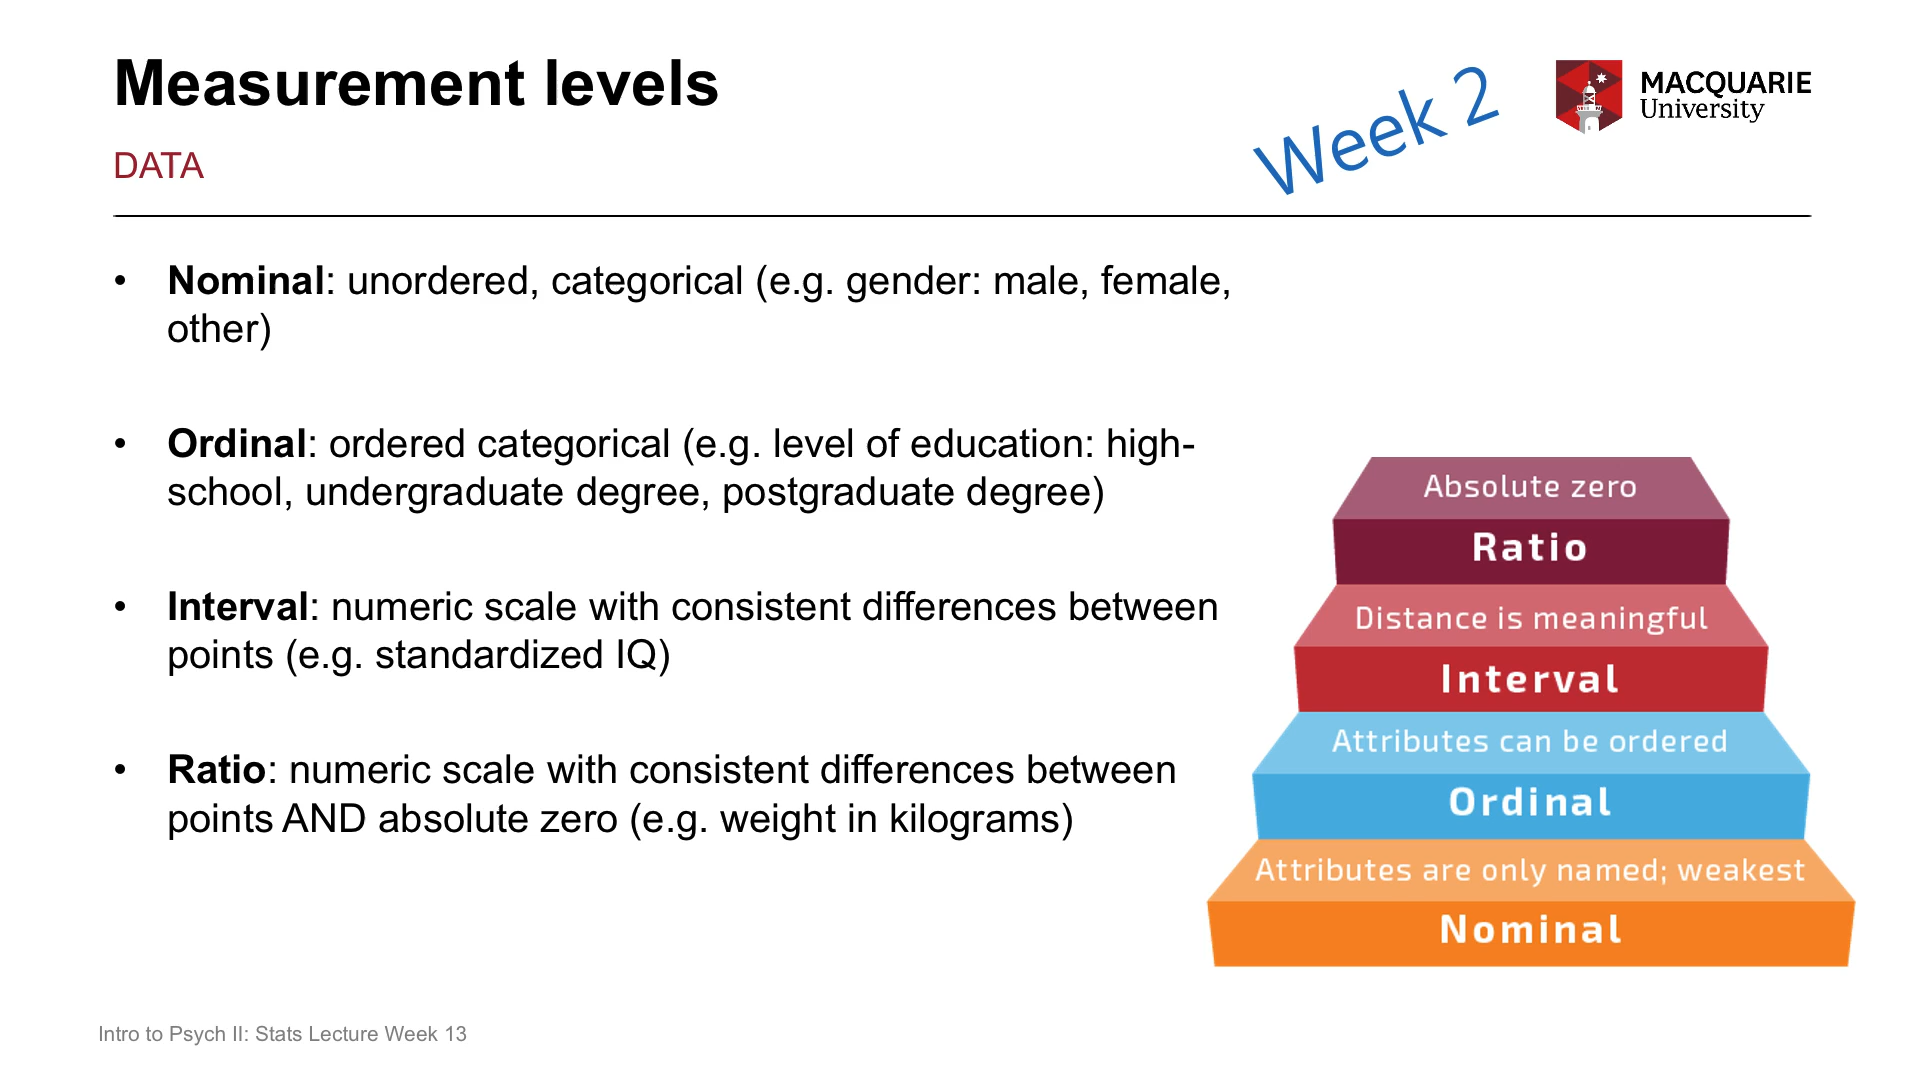 Measurement levels
DATA
Week 2
MACQUARIE
University
• Nominal: unordered, categorical (e.g. gender: male, female,
other)
• Ordinal: ordered categorical (e.g. level of education: high-
school, undergraduate degree, postgraduate degree)
• Interval: numeric scale with consistent differences between
points (e.g. standardized IQ)
• Ratio: numeric scale with consistent differences between
points AND absolute zero (e.g. weight in kilograms)
Absolute zero
Ratio
Distance is meaningful
Interval
Attributes can be ordered
Ordinal
Attributes are only named; weakest
Nominal
Intro to Psych II: Stats Lecture Week 13